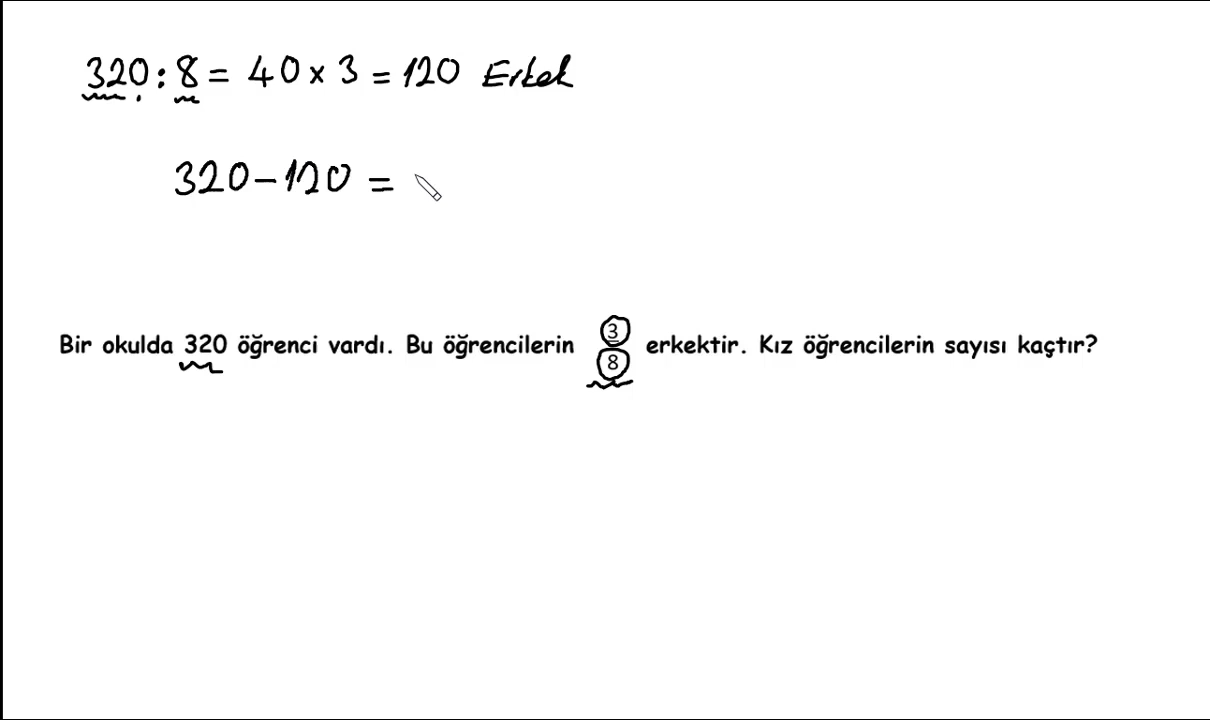 320 : 8 = 40 x 3 = 120 Erkek
320 - 120 =
Bir okulda 320 öğrenci vardı. Bu öğrencilerin 3/8 erkektir. Kız öğrencilerin sayısı kaçtır?